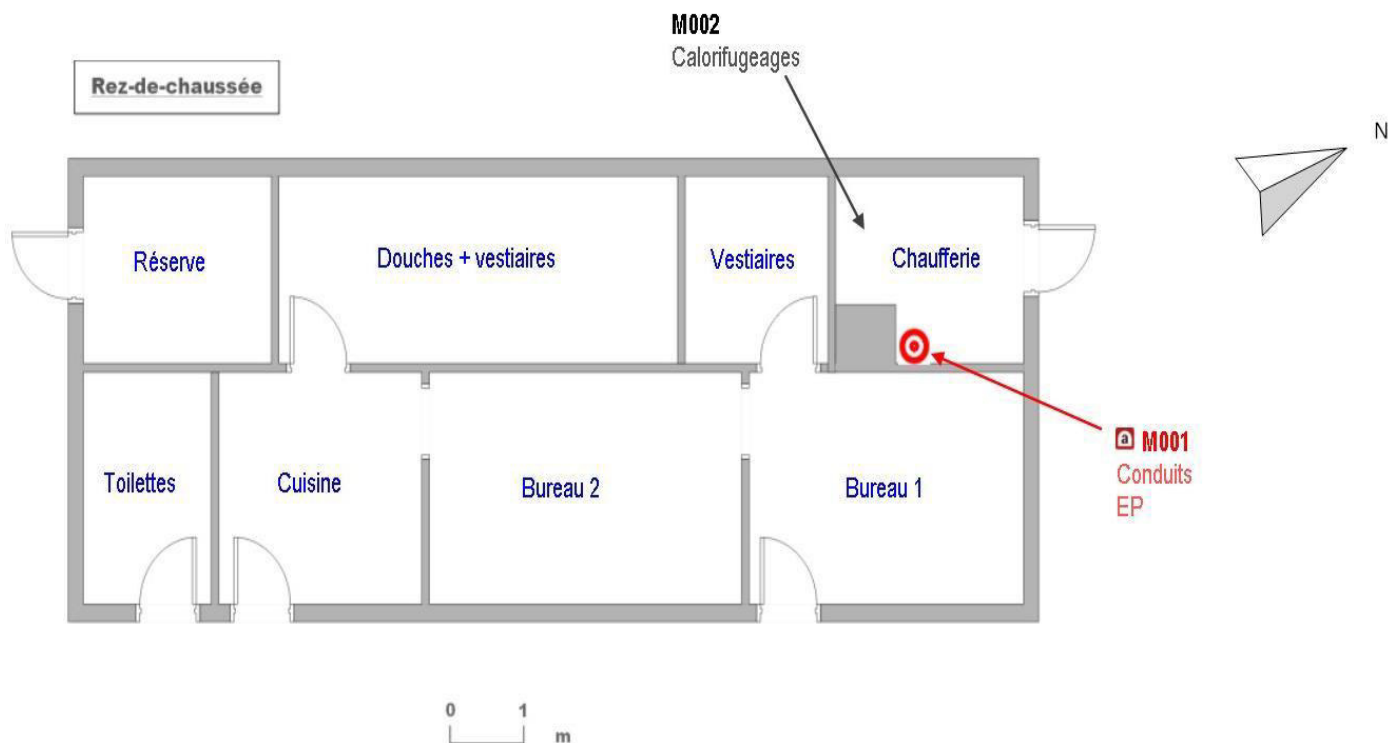 M002
Calorifugeages
Rez-de-chaussée
N
Réserve
Douches + vestiaires
Vestiaires
Chaufferie
a M001
Conduits
EP
Toilettes
Cuisine
Bureau 2
Bureau 1
0 1
m